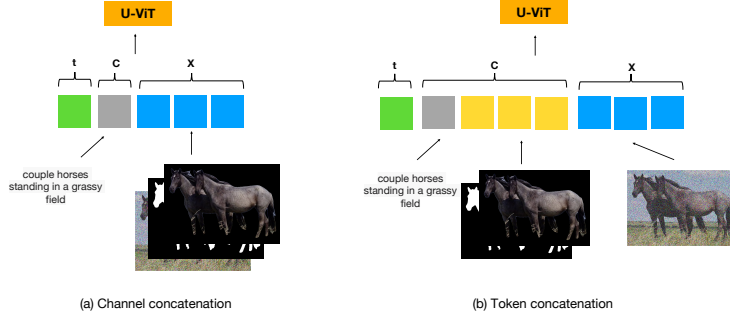 U-ViT
t
C
X
couple horses
standing in a grassy
field
(a) Channel concatenation
U-ViT
t
C
X
couple horses
standing in a grassy
field
(b) Token concatenation